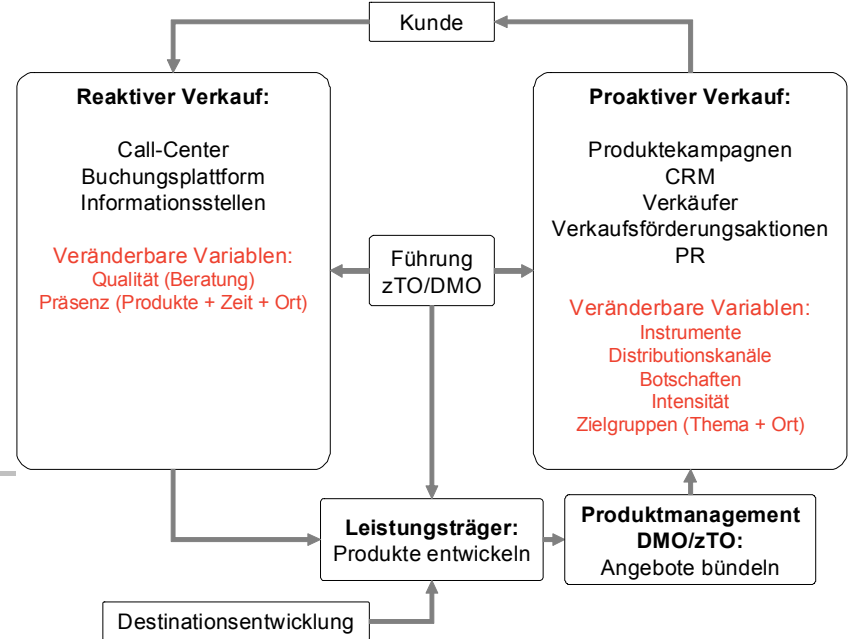 Kunde
Reaktiver Verkauf:
Call-Center
Buchungsplattform
Informationsstellen
Veränderbare Variablen:
Qualität (Beratung)
Präsenz (Produkte + Zeit + Ort)
Führung
zTO/DMO
Proaktiver Verkauf:
Produktekampagnen
CRM
Verkäufer
Verkaufsförderungsaktionen
PR
Veränderbare Variablen:
Instrumente
Distributionskanäle
Botschaften
Intensität
Zielgruppen (Thema + Ort)
Leistungsträger:
Produkte entwickeln
Produktmanagement
DMO/zTO:
Angebote bündeln
Destinationsentwicklung